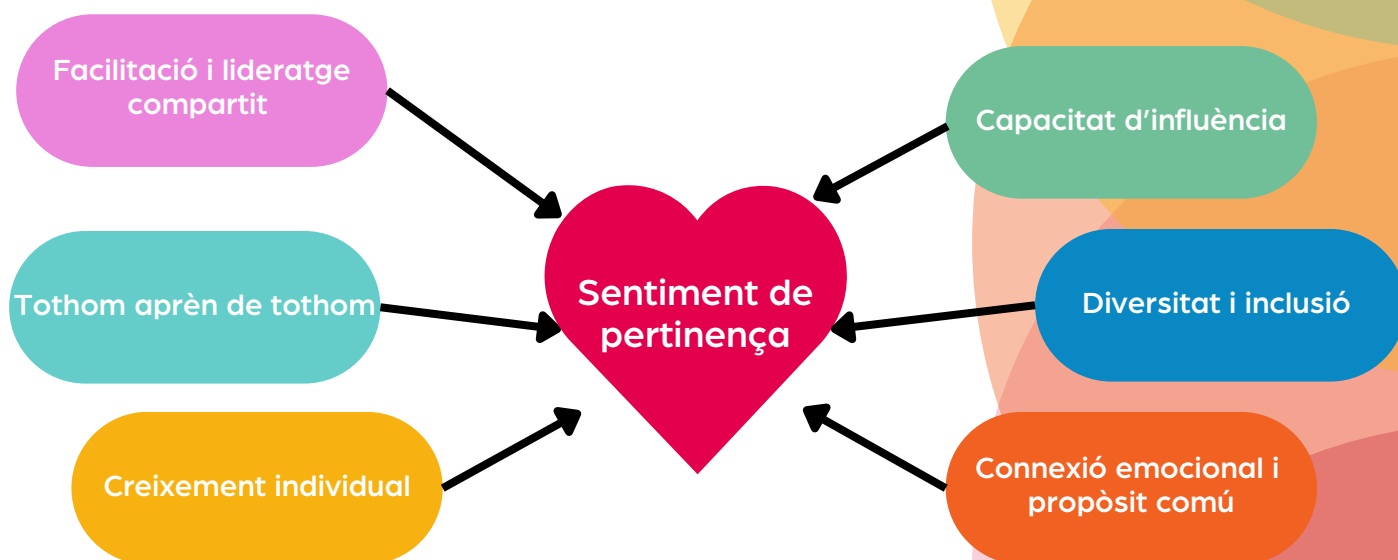 Facilitació i lideratge
compartit
Capacitat d'influència
Tothom aprèn de tothom
Sentiment de
pertinença
Diversitat i inclusió
Creixement individual
Connexió emocional i
propòsit comú